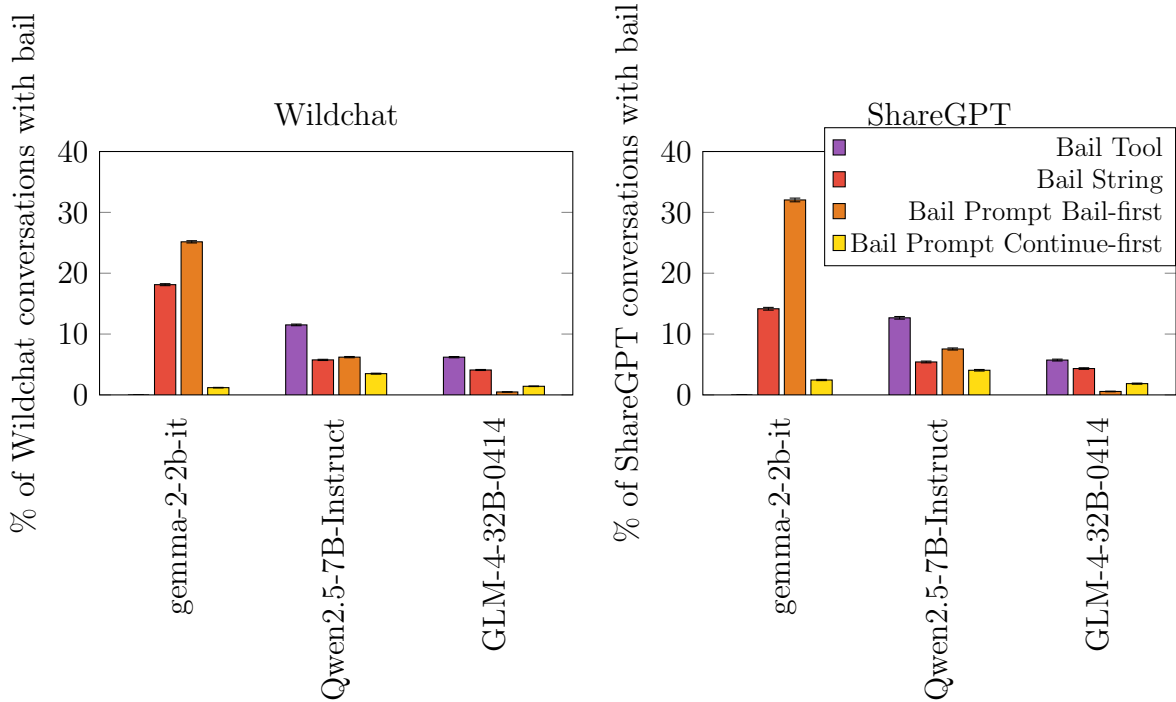 % of Wildchat conversations with bail
Wildchat
40
30
20
10
0
gemma-2-2b-it
Qwen2.5-7B-Instruct
GLM-4-32B-0414
% of ShareGPT conversations with bail
ShareGPT
40
30
20
10
0
gemma-2-2b-it
Qwen2.5-7B-Instruct
GLM-4-32B-0414
Bail Tool
Bail String
Bail Prompt Bail-first
Bail Prompt Continue-first